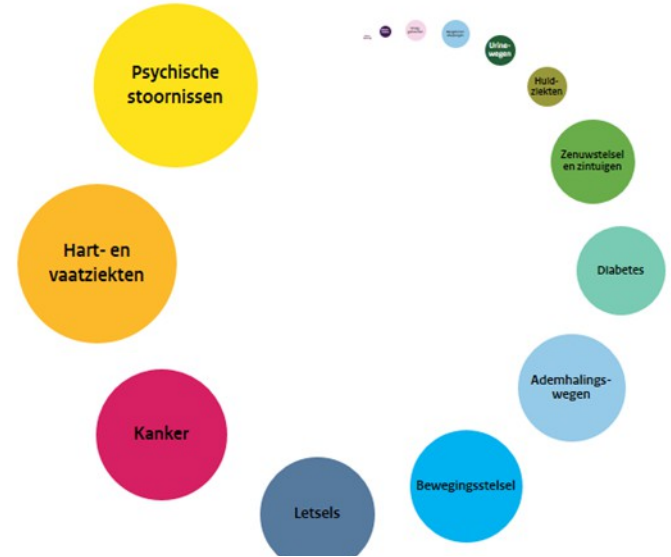 Psychische
stoornissen
Urine-
wegen
Huid-
ziekten
Zenuwstelsel
en zintuigen
Hart- en
vaatziekten
Diabetes
Ademhalings-
wegen
Kanker
Bewegingsstelsel
Letsels